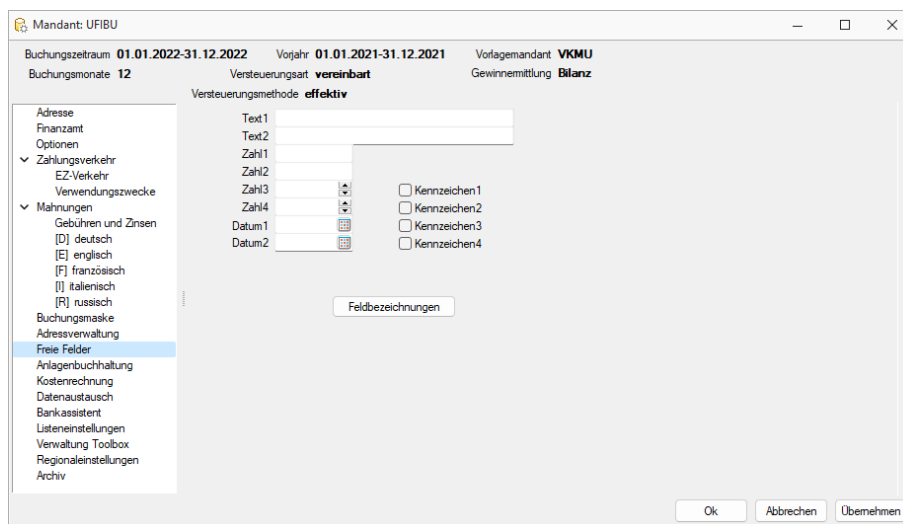 Mandant: UFIBU
Buchungszeitraum 01.01.2022-31.12.2022 Vorjahr 01.01.2021-31.12.2021 Vorlagemandant VKMU
Buchungsmonate 12 Versteuerungsart vereinbart Gewinnermittlung Bilanz
Versteuerungsmethode effektiv
Adresse
Finanzamt
Optionen
Zahlungsverkehr
EZ-Verkehr
Verwendungszwecke
Mahnungen
Gebühren und Zinsen
[D] deutsch
[E] englisch
[F] französisch
[I] italienisch
[R] russisch
Buchungsmaske
Adressverwaltung
Freie Felder
Anlagenbuchhaltung
Kostenrechnung
Datenaustausch
Bankassistent
Listeneinstellungen
Verwaltung Toolbox
Regionaleinstellungen
Archiv
Text1
Text2
Zahl1
Zahl2
Zahl3 Kennzeichen1
Zahl4 Kennzeichen2
Datum1 Kennzeichen3
Datum2 Kennzeichen4
Feldbezeichnungen
Ok Abbrechen Übernehmen